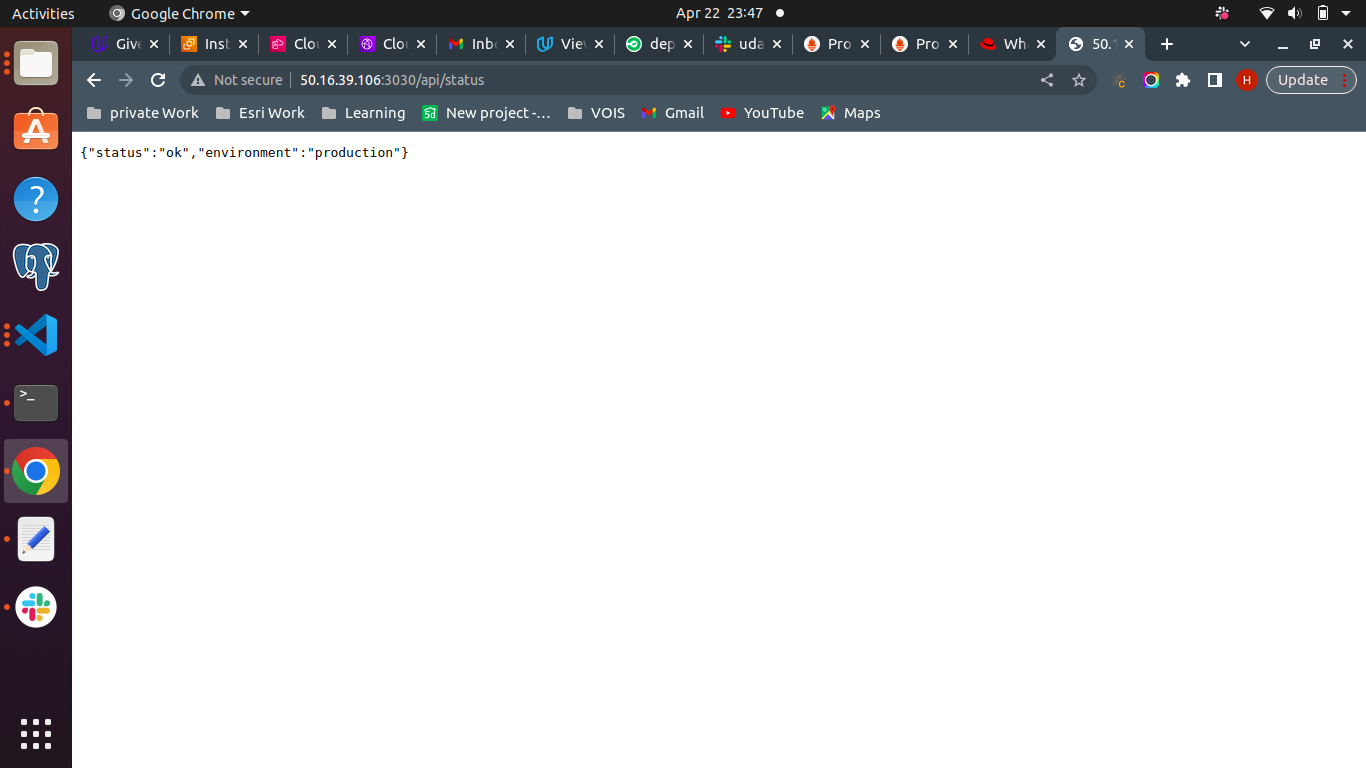 Activities Google Chrome Apr 22 23:47
Give Inst Clou Clou Inbo View dep uda Pro Pro Wha 50.1
Not secure 50.16.39.106:3030/api/status H Update
private Work Esri Work Learning New project -... VOIS Gmail YouTube Maps
{"status":"ok","environment":"production"}